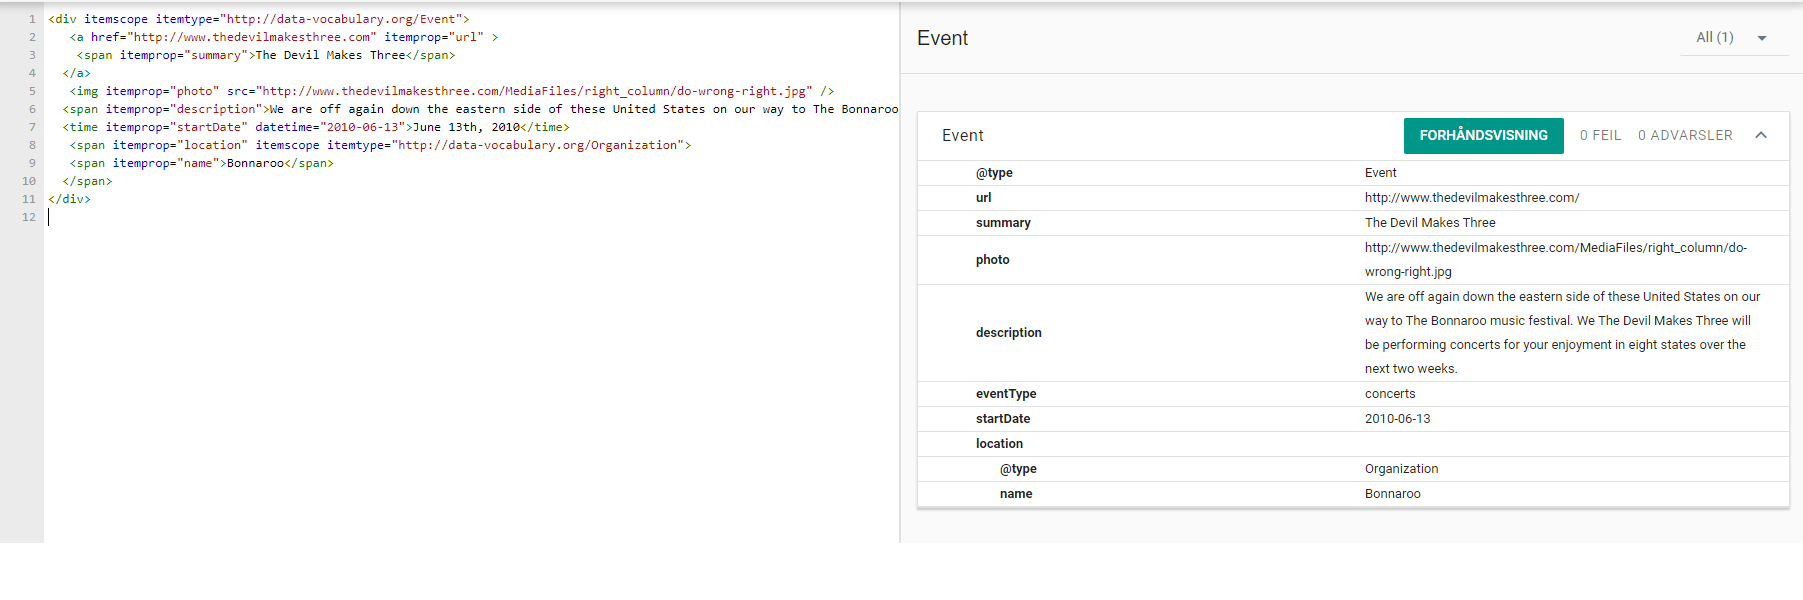 1 <div itemscope itemtype="http://data-vocabulary.org/Event">
2 <a href="http://www.thedevilmakesthree.com" itemprop="url" >
3 <span itemprop="summary">The Devil Makes Three</span>
4 </a>
5 <img itemprop="photo" src="http://www.thedevilmakesthree.com/MediaFiles/right_column/do-wrong-right.jpg" />
6 <span itemprop="description">We are off again down the eastern side of these United States on our way to The Bonnaroo
7 <time itemprop="startDate" datetime="2010-06-13">June 13th, 2010</time>
8 <span itemprop="location" itemscope itemtype="http://data-vocabulary.org/Organization">
9 <span itemprop="name">Bonnaroo</span>
10 </span>
11 </div>
12
Event All (1)
Event FORHÅNDSVISNING 0 FEIL 0 ADVARSLER
@type Event
url http://www.thedevilmakesthree.com/
summary The Devil Makes Three
photo http://www.thedevilmakesthree.com/MediaFiles/right_column/do-
wrong-right.jpg
description We are off again down the eastern side of these United States on our
way to The Bonnaroo music festival. We The Devil Makes Three will
be performing concerts for your enjoyment in eight states over the
next two weeks.
eventType concerts
startDate 2010-06-13
location
@type Organization
name Bonnaroo